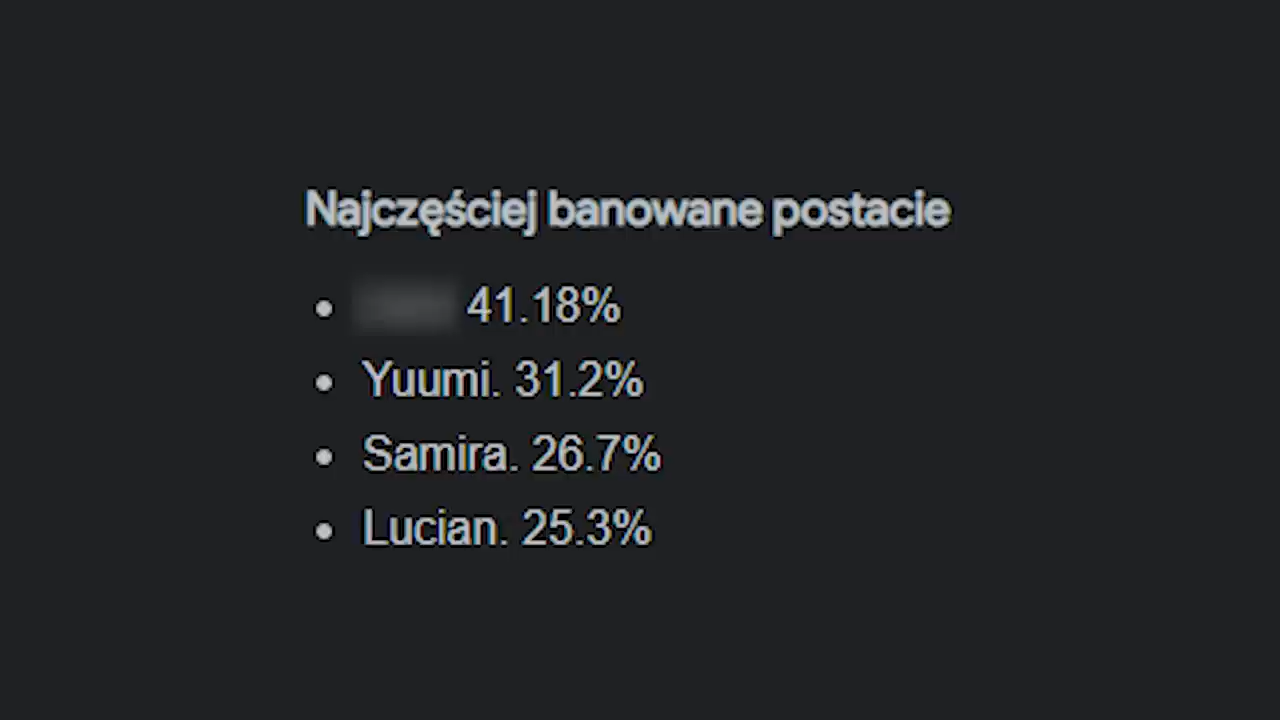 Najczęściej banowane postacie
• 41.18%
• Yuumi. 31.2%
• Samira. 26.7%
• Lucian. 25.3%